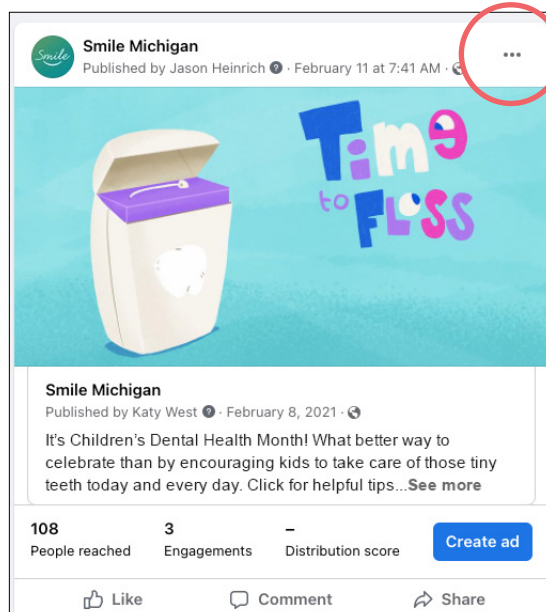 Smile
Smile Michigan
Published by Jason Heinrich · February 11 at 7:41 AM ·
Time
to Floss
Smile Michigan
Published by Katy West · February 8, 2021 ·
It's Children's Dental Health Month! What better way to
celebrate than by encouraging kids to take care of those tiny
teeth today and every day. Click for helpful tips...See more
108 3 –
People reached Engagements Distribution score
Create ad
Like Comment Share